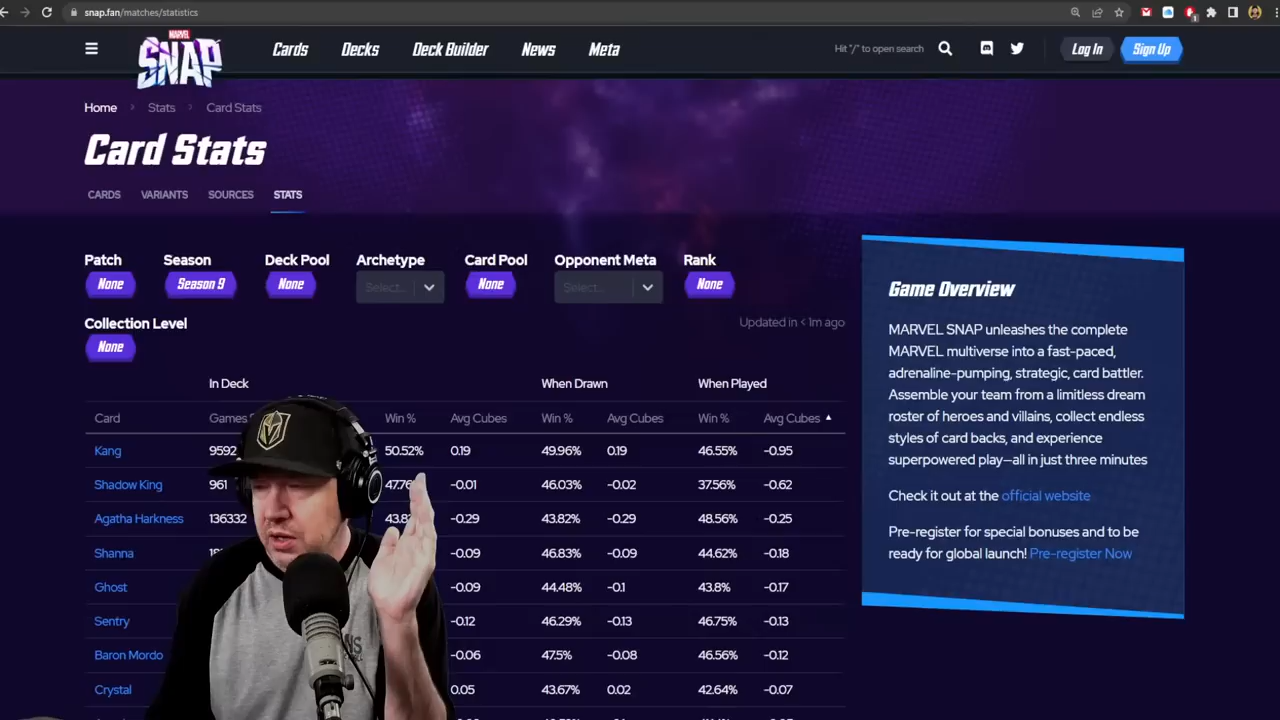 snap.fan/matches/statistics
MARVEL
SNAP
Cards
Decks
Deck Builder
News
Meta
Hit "/" to open search
Log In
Sign Up
Home > Stats > Card Stats
Card Stats
CARDS
VARIANTS
SOURCES
STATS
Patch
Season
Deck Pool
Archetype
Card Pool
Opponent Meta
Rank
None
Season 9
None
Select...
None
Select...
None
Collection Level
Updated in < 1m ago
None
In Deck
When Drawn
When Played
Card
Games
Win %
Avg Cubes
Win %
Avg Cubes
Win %
Avg Cubes
Kang 9592 50.52% 0.19 49.96% 0.19 46.55% -0.95
Shadow King 961 -0.01 46.03% -0.02 37.56% -0.62
Agatha Harkness 136332 -0.29 43.82% -0.29 48.56% -0.25
Shanna -0.09 46.83% -0.09 44.62% -0.18
Ghost -0.09 44.48% -0.1 43.8% -0.17
Sentry -0.12 46.29% -0.13 46.75% -0.13
Baron Mordo -0.06 47.5% -0.08 46.56% -0.12
Crystal 0.05 43.67% 0.02 42.64% -0.07
Game Overview
MARVEL SNAP unleashes the complete
MARVEL multiverse into a fast-paced,
adrenaline-pumping, strategic, card battler.
Assemble your team from a limitless dream
roster of heroes and villains, collect endless
styles of card backs, and experience
superpowered play—all in just three minutes
Check it out at the official website
Pre-register for special bonuses and to be
ready for global launch! Pre-register Now